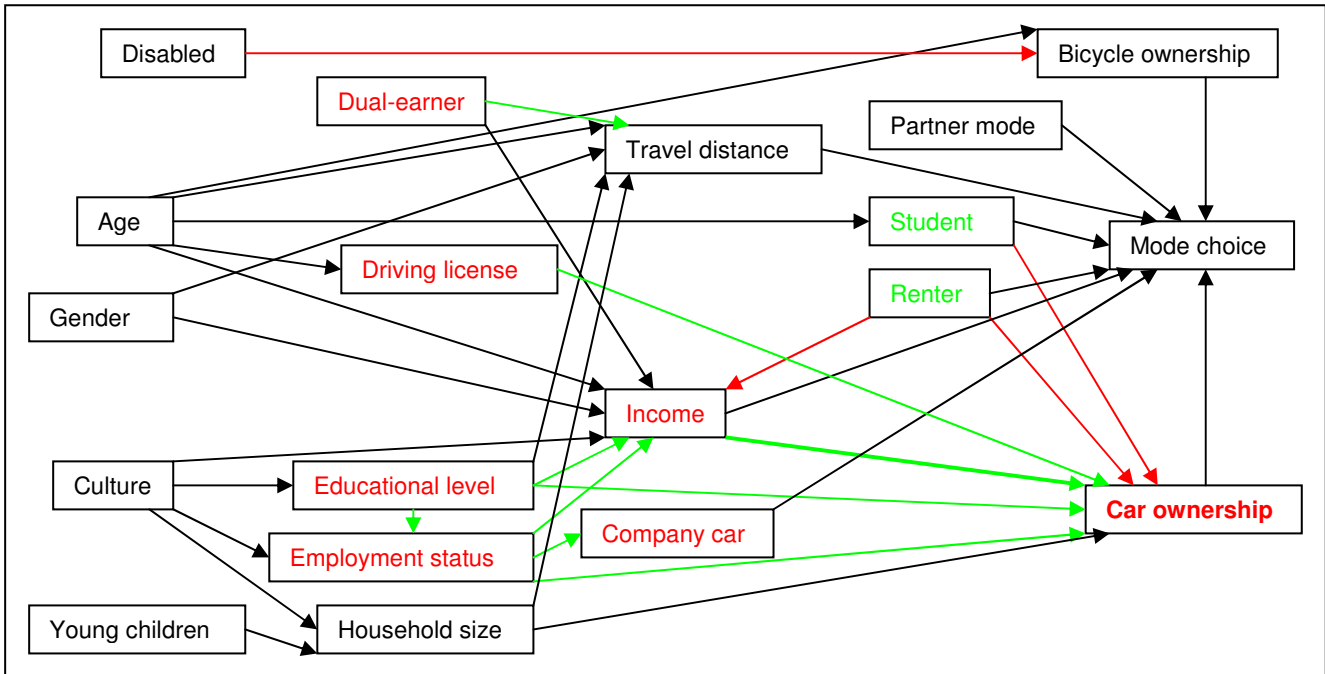 Disabled
Bicycle ownership
Dual-earner
Partner mode
Travel distance
Age
Student
Mode choice
Driving license
Renter
Gender
Income
Culture
Educational level
Car ownership
Company car
Employment status
Young children
Household size